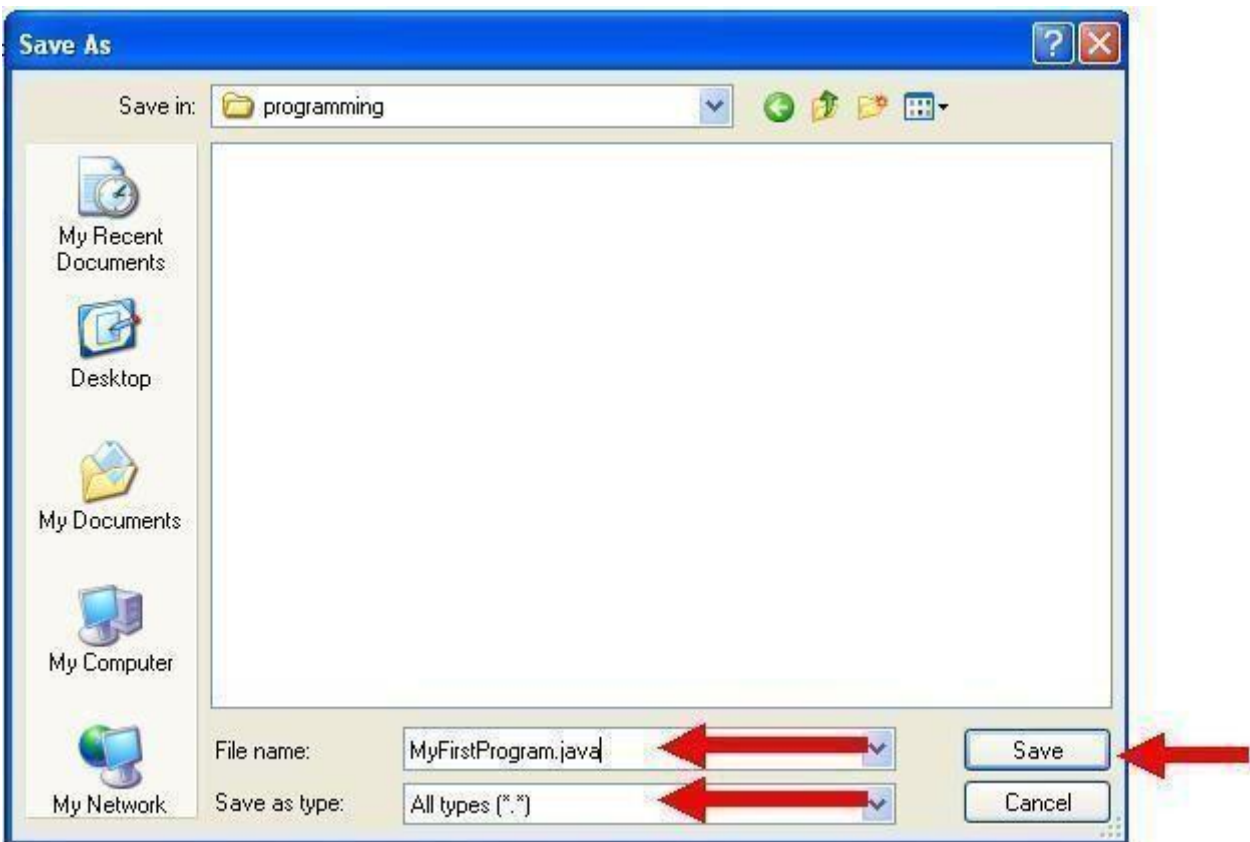 Save As
Save in: programming
My Recent
Documents
Desktop
My Documents
My Computer
My Network
File name: MyFirstProgram.java
Save
Save as type: All types (*.*)
Cancel